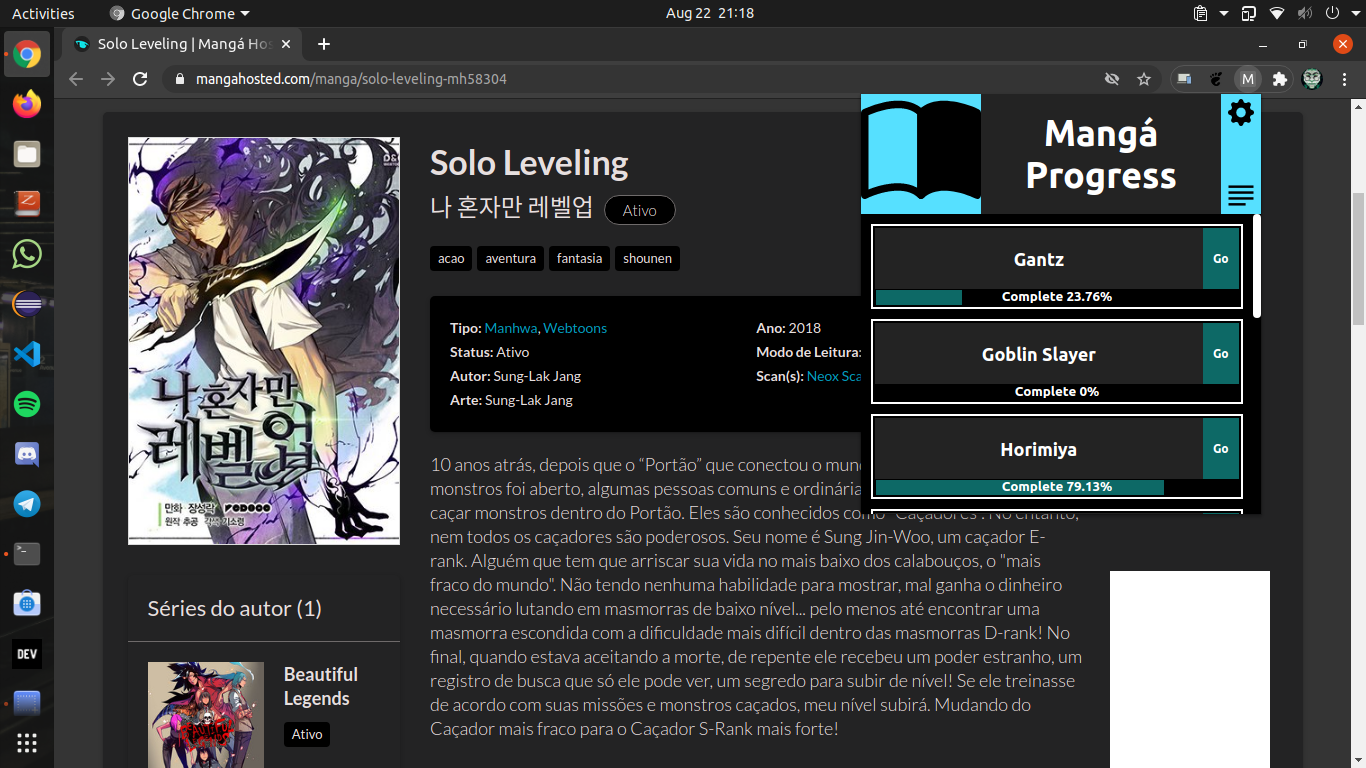 Activities
Google Chrome
Aug 22 21:18
Solo Leveling | Mangá Hos
mangahosted.com/manga/solo-leveling-mh58304
M
Solo Leveling
나 혼자만 레벨업
Ativo
acao
aventura
fantasia
shounen
Tipo: Manhwa, Webtoons
Status: Ativo
Autor: Sung-Lak Jang
Arte: Sung-Lak Jang
Ano: 2018
Modo de Leitura:
Scan(s): Neox Sca
10 anos atrás, depois que o “Portão” que conectou o mun
monstros foi aberto, algumas pessoas comuns e ordinária
caçar monstros dentro do Portão. Eles são conhecidos como "Caçadores". No entanto,
nem todos os caçadores são poderosos. Seu nome é Sung Jin-Woo, um caçador E-
rank. Alguém que tem que arriscar sua vida no mais baixo dos calabouços, o "mais
fraco do mundo". Não tendo nenhuma habilidade para mostrar, mal ganha o dinheiro
necessário lutando em masmorras de baixo nível... pelo menos até encontrar uma
masmorra escondida com a dificuldade mais difícil dentro das masmorras D-rank! No
final, quando estava aceitando a morte, de repente ele recebeu um poder estranho, um
registro de busca que só ele pode ver, um segredo para subir de nível! Se ele treinasse
de acordo com suas missões e monstros caçados, meu nível subirá. Mudando do
Caçador mais fraco para o Caçador S-Rank mais forte!
Mangá
Progress
Gantz
Go
Complete 23.76%
Goblin Slayer
Go
Complete 0%
Horimiya
Go
Complete 79.13%
나 혼자만
레벨업
만화 장성락
원작 추공 각색 기소령
Séries do autor (1)
Beautiful
Legends
Ativo
DEV